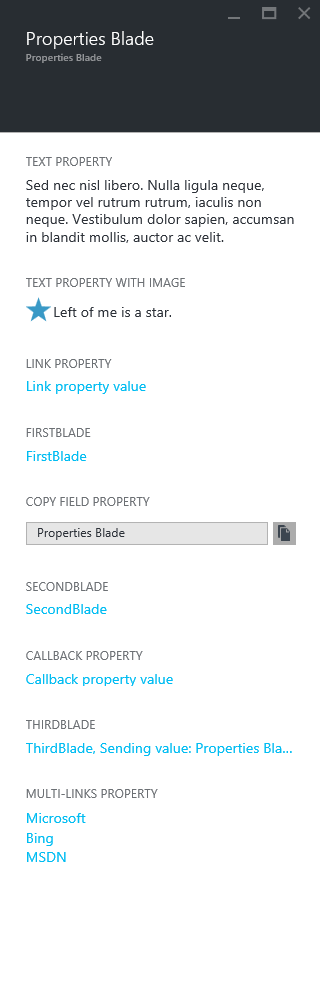 Properties Blade
Properties Blade
TEXT PROPERTY
Sed nec nisl libero. Nulla ligula neque,
tempor vel rutrum rutrum, iaculis non
neque. Vestibulum dolor sapien, accumsan
in blandit mollis, auctor ac velit.
TEXT PROPERTY WITH IMAGE
Left of me is a star.
LINK PROPERTY
Link property value
FIRSTBLADE
FirstBlade
COPY FIELD PROPERTY
Properties Blade
SECONDBLADE
SecondBlade
CALLBACK PROPERTY
Callback property value
THIRDBLADE
ThirdBlade, Sending value: Properties Bla...
MULTI-LINKS PROPERTY
Microsoft
Bing
MSDN